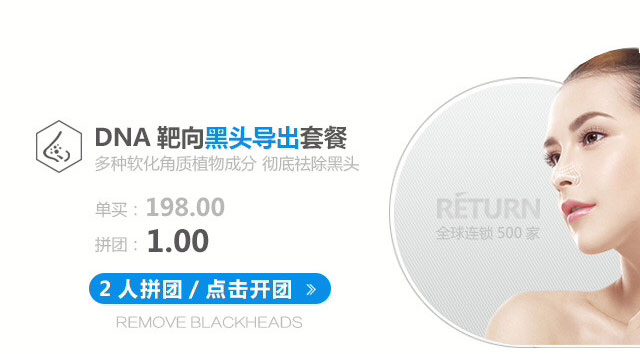 DNA 靶向黑头导出套餐
多种软化角质植物成分 彻底祛除黑头
单买：198.00
拼团：1.00
2 人拼团 / 点击开团 »
REMOVE BLACKHEADS
RÉTURN
全球连锁 500 家